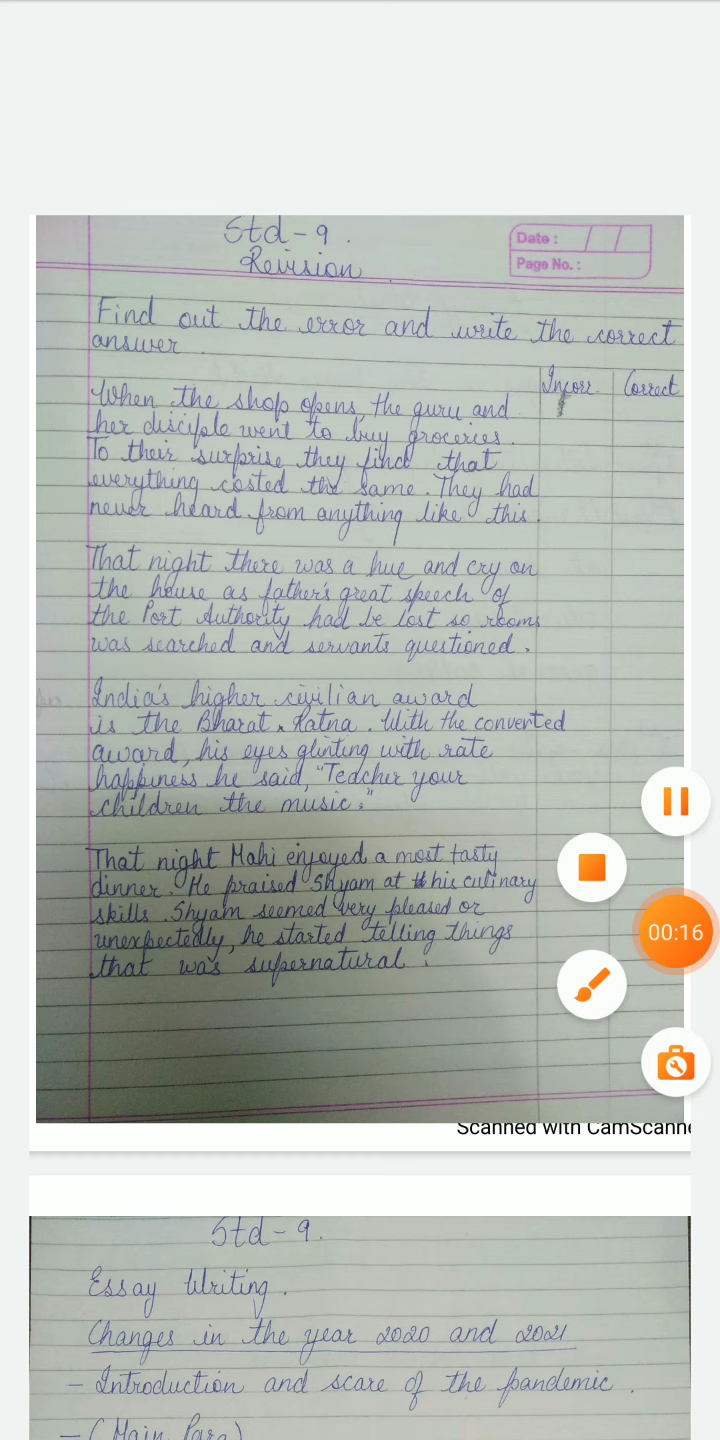 Std - 9.
Revision
Date :
Page No. :
Find out the error and write the correct
answer.
Incorr. Correct
When the shop opens, the guru and
her disciple went to buy groceries.
To their surprise they find that
everything costed the same. They had
never heard from anything like this.
That night there was a hue and cry on
the house as father's great speech of
the Port Authority had be lost so rooms
was searched and servants questioned.
India's higher civilian award
is the Bharat Ratna. With the converted
award, his eyes glinting with rate
happiness he said, "Teacher your
children the music."
That night Mahi enjoyed a most tasty
dinner. He praised Shyam at his culinary
skills. Shyam seemed very pleased or
unexpectedly, he started telling things
that was supernatural.
00:16
Scanned with CamScanne
Std - 9.
Essay Writing.
Changes in the year 2020 and 2021
- Introduction and scare of the pandemic.
- (Main Para)